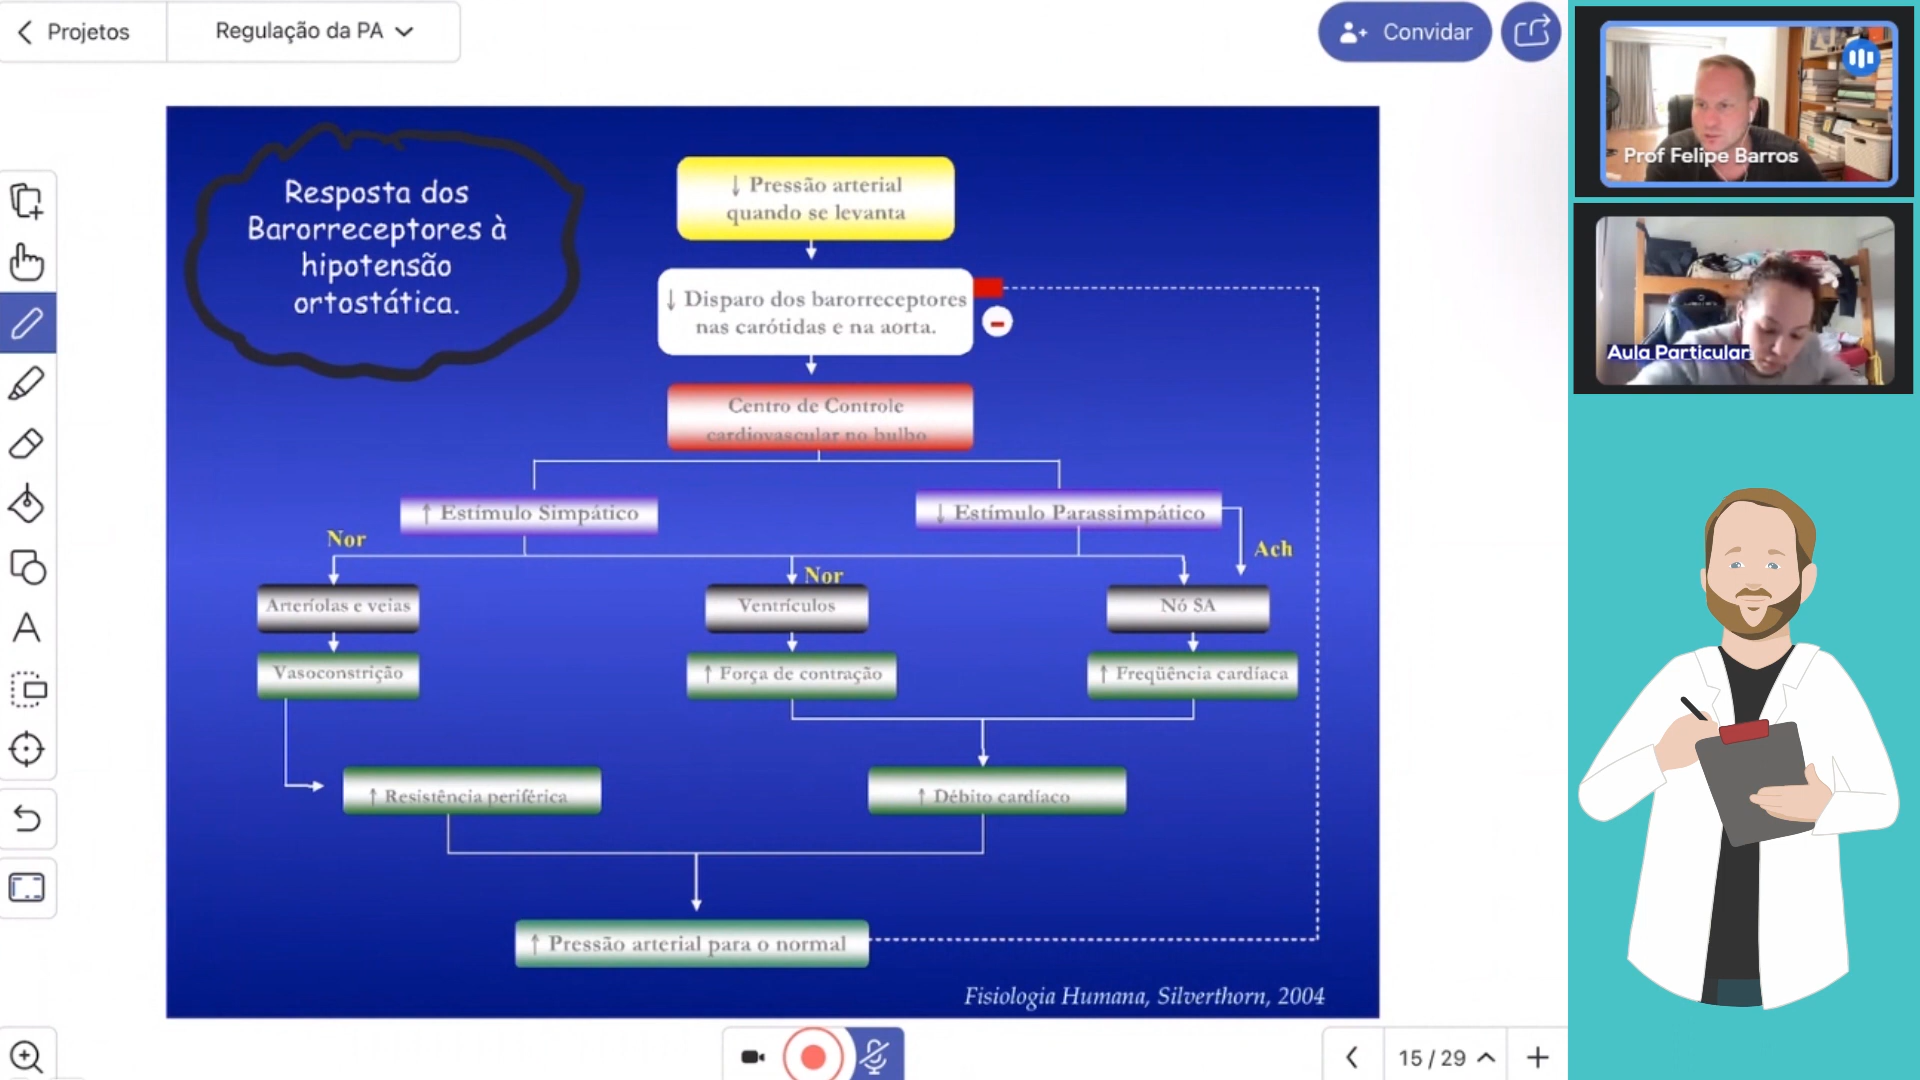 Projetos
Regulação da PA
Convidar
Resposta dos
Barorreceptores à
hipotensão
ortostática.
↓ Pressão arterial
quando se levanta
↓ Disparo dos barorreceptores
nas carótidas e na aorta.
Centro de Controle
cardiovascular no bulbo
↑ Estímulo Simpático
↓ Estímulo Parassimpático
Nor
Nor
Ach
Arteríolas e veias
Ventrículos
Nó SA
Vasoconstrição
↑ Força de contração
↑ Freqüência cardíaca
↑ Resistência periférica
↑ Débito cardíaco
↑ Pressão arterial para o normal
Fisiologia Humana, Silverthorn, 2004
15 / 29
Prof Felipe Barros
Aula Particular